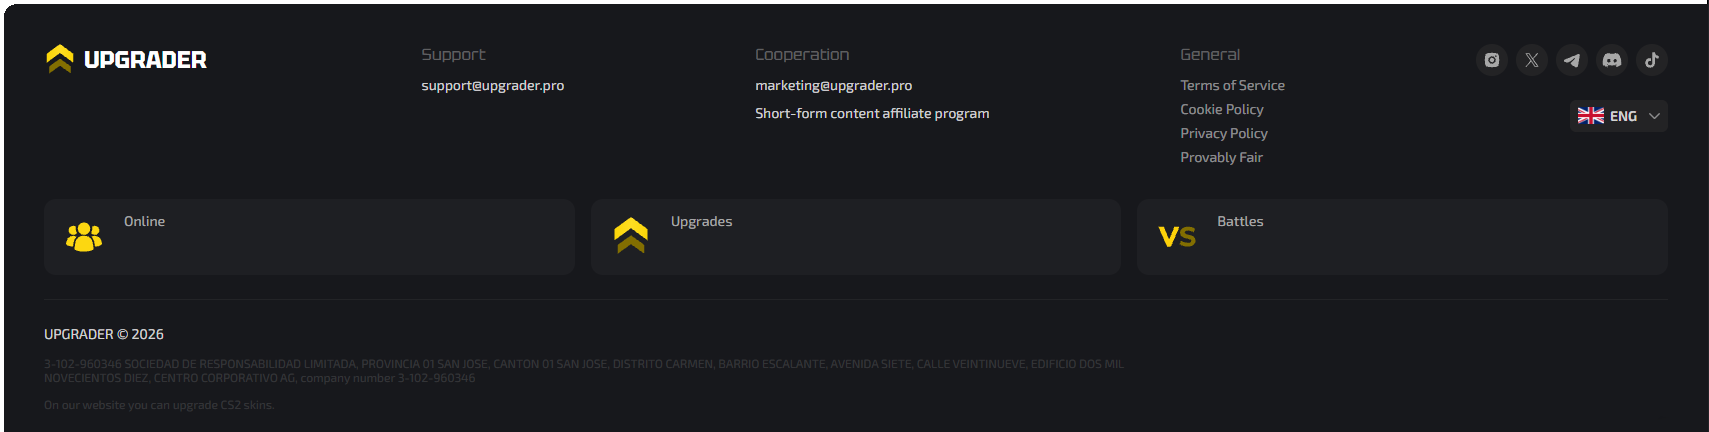 UPGRADER
Support
support@upgrader.pro
Cooperation
marketing@upgrader.pro
Short-form content affiliate program
General
Terms of Service
Cookie Policy
Privacy Policy
Provably Fair
ENG
Online
Upgrades
VS
Battles
UPGRADER © 2026
3-102-960346 SOCIEDAD DE RESPONSABILIDAD LIMITADA, PROVINCIA 01 SAN JOSE, CANTÓN 01 SAN JOSE, DISTRITO CARMEN, BARRIO ESCALANTE, AVENIDA SIETE, CALLE VEINTINUEVE, EDIFICIO DOS MIL
NOVECIENTOS DIEZ, CENTRO CORPORATIVO AG, company number 3-102-960346
On our website you can upgrade CS2 skins.